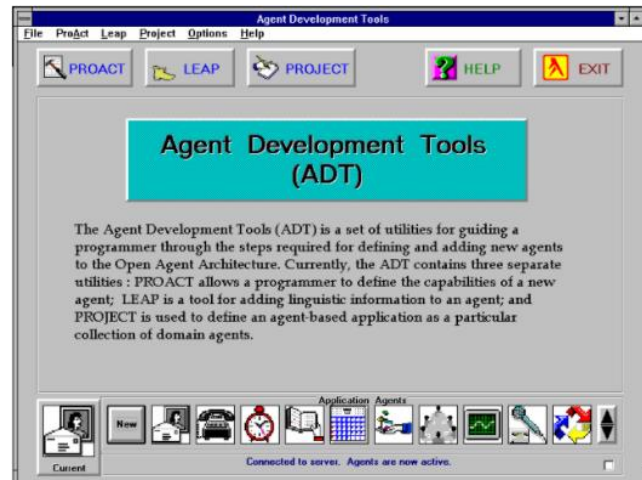 Agent Development Tools
File ProAct Leap Project Options Help
PROACT LEAP PROJECT HELP EXIT
Agent Development Tools
(ADT)
The Agent Development Tools (ADT) is a set of utilities for guiding a
programmer through the steps required for defining and adding new agents
to the Open Agent Architecture. Currently, the ADT contains three separate
utilities : PROACT allows a programmer to define the capabilities of a new
agent; LEAP is a tool for adding linguistic information to an agent; and
PROJECT is used to define an agent-based application as a particular
collection of domain agents.
Application Agents
New
Current
Connected to server. Agents are now active.